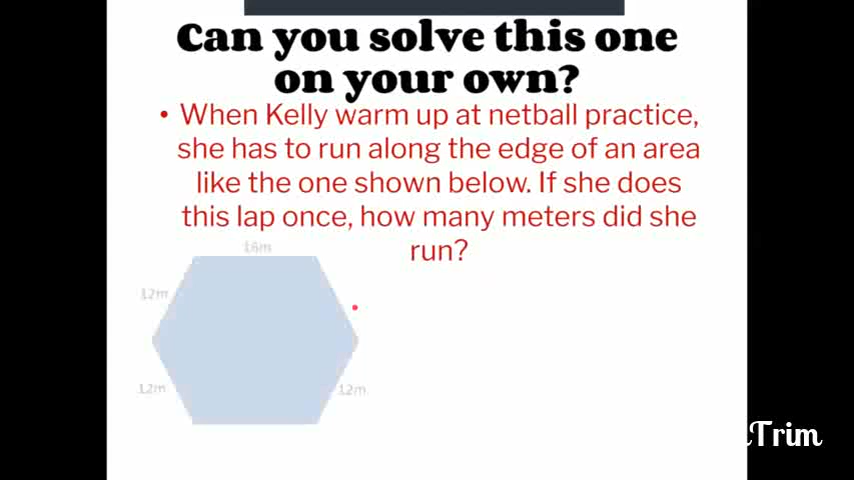 Can you solve this one
on your own?
• When Kelly warm up at netball practice,
she has to run along the edge of an area
like the one shown below. If she does
this lap once, how many meters did she
run?
16m
12m
12m
12m
Trim